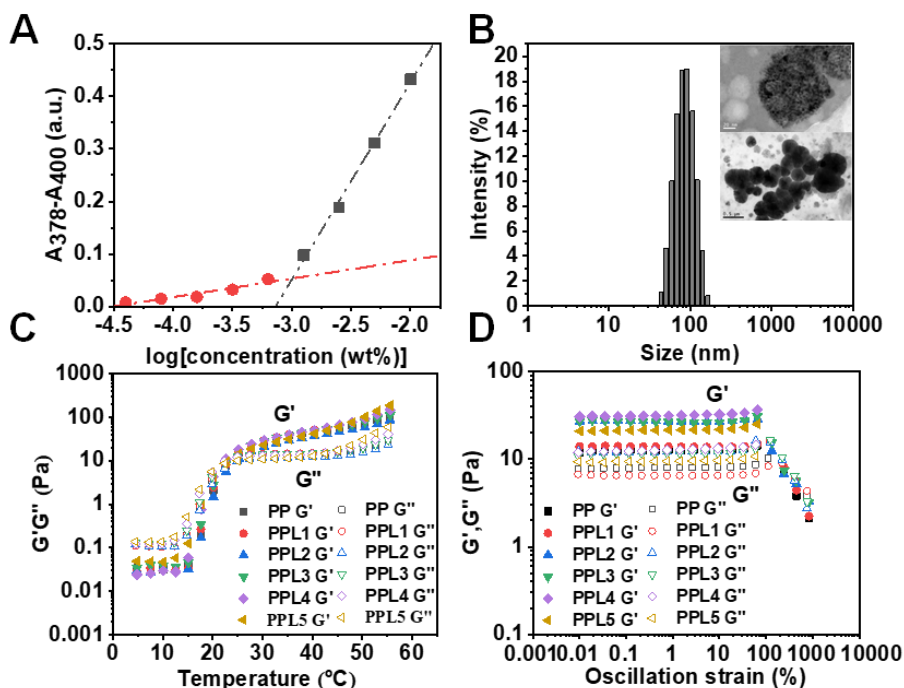 A
A378-A400 (a.u.)
0.5
0.4
0.3
0.2
0.1
0.0
-4.5 -4.0 -3.5 -3.0 -2.5 -2.0
log[concentration (wt%)]
B
Intensity (%)
20
18
16
14
12
10
8
6
4
2
0
1 10 100 1000 10000
Size (nm)
C
G'G'' (Pa)
1000
100
10
1
0.1
0.01
0.001
G'
G''
PP G' PP G''
PPL1 G' PPL1 G''
PPL2 G' PPL2 G''
PPL3 G' PPL3 G''
PPL4 G' PPL4 G''
PPL5 G' PPL5 G''
0 10 20 30 40 50 60
Temperature (ºC)
D
G',G'' (Pa)
100
10
1
0.1
G'
G''
PP G' PP G''
PPL1 G' PPL1 G''
PPL2 G' PPL2 G''
PPL3 G' PPL3 G''
PPL4 G' PPL4 G''
PPL5 G' PPL5 G''
0.001 0.01 0.1 1 10 100 1000 10000
Oscillation strain (%)